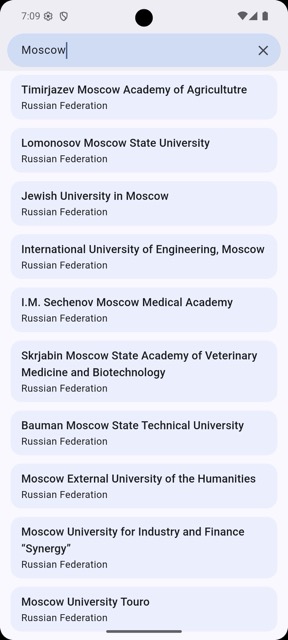 7:09
Moscow
Timirjazev Moscow Academy of Agricultutre
Russian Federation
Lomonosov Moscow State University
Russian Federation
Jewish University in Moscow
Russian Federation
International University of Engineering, Moscow
Russian Federation
I.M. Sechenov Moscow Medical Academy
Russian Federation
Skrjabin Moscow State Academy of Veterinary
Medicine and Biotechnology
Russian Federation
Bauman Moscow State Technical University
Russian Federation
Moscow External University of the Humanities
Russian Federation
Moscow University for Industry and Finance
“Synergy”
Russian Federation
Moscow University Touro
Russian Federation